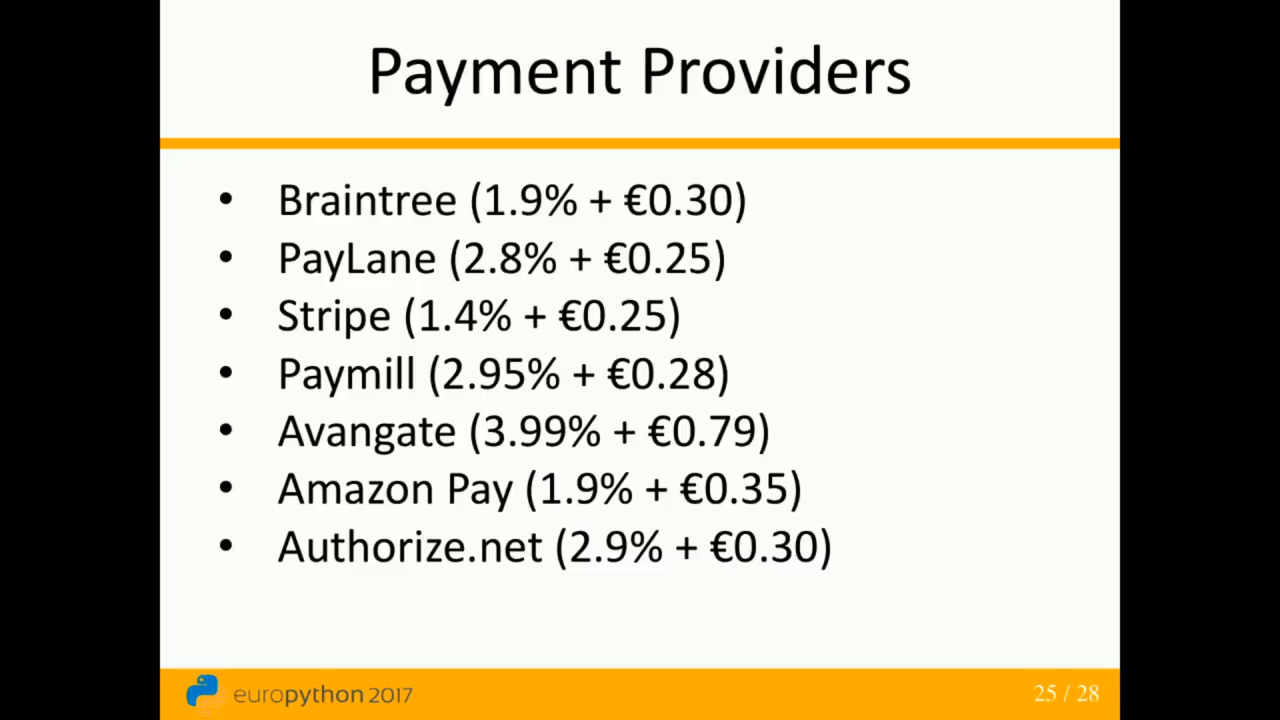 Payment Providers
• Braintree (1.9% + €0.30)
• PayLane (2.8% + €0.25)
• Stripe (1.4% + €0.25)
• Paymill (2.95% + €0.28)
• Avangate (3.99% + €0.79)
• Amazon Pay (1.9% + €0.35)
• Authorize.net (2.9% + €0.30)
europython 2017
25 / 28